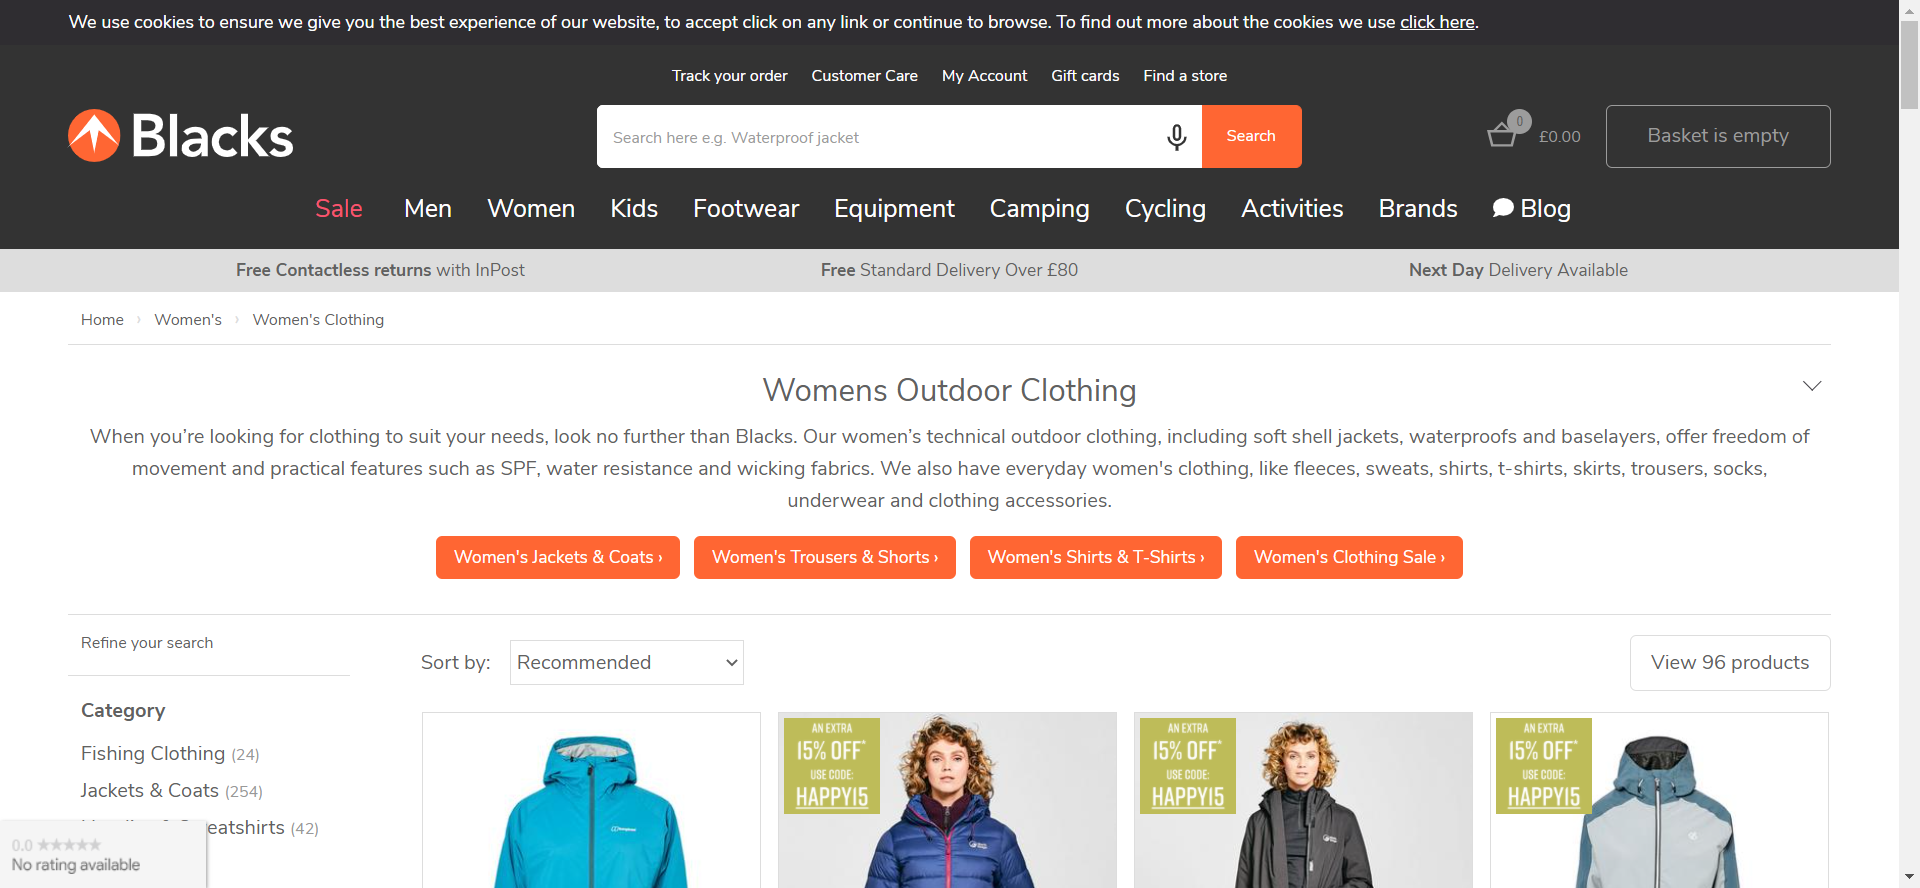 We use cookies to ensure we give you the best experience of our website, to accept click on any link or continue to browse. To find out more about the cookies we use click here.
Track your order Customer Care My Account Gift cards Find a store
Blacks
Search here e.g. Waterproof jacket
Search
0
£0.00
Basket is empty
Sale Men Women Kids Footwear Equipment Camping Cycling Activities Brands Blog
Free Contactless returns with InPost
Free Standard Delivery Over £80
Next Day Delivery Available
Home › Women's › Women's Clothing
Womens Outdoor Clothing
When you’re looking for clothing to suit your needs, look no further than Blacks. Our women’s technical outdoor clothing, including soft shell jackets, waterproofs and baselayers, offer freedom of
movement and practical features such as SPF, water resistance and wicking fabrics. We also have everyday women's clothing, like fleeces, sweats, shirts, t-shirts, skirts, trousers, socks,
underwear and clothing accessories.
Women's Jackets & Coats ›
Women's Trousers & Shorts ›
Women's Shirts & T-Shirts ›
Women's Clothing Sale ›
Refine your search
Sort by: Recommended
View 96 products
Category
Fishing Clothing (24)
Jackets & Coats (254)
eatshirts (42)
0.0
No rating available
AN EXTRA
15% OFF*
USE CODE:
HAPPY15
AN EXTRA
15% OFF*
USE CODE:
HAPPY15
AN EXTRA
15% OFF*
USE CODE:
HAPPY15